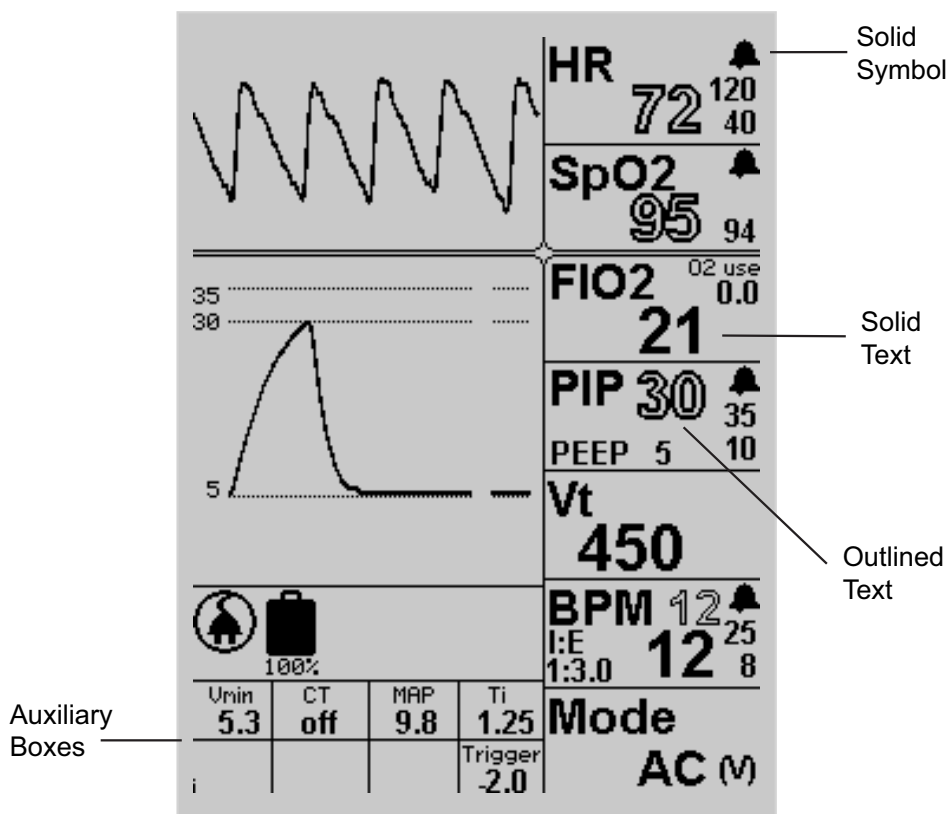 Solid
Symbol
HR
72
120
40
SpO2
95
94
FIO2
O2 use
0.0
21
Solid
Text
35
30
5
PIP 30
35
10
PEEP 5
Vt
450
Outlined
Text
BPM 12
25
8
I:E
1:3.0
12
100%
Auxiliary
Boxes
Vmin CT MAP Ti
5.3 off 9.8 1.25
Trigger
-2.0
i
Mode
AC (V)